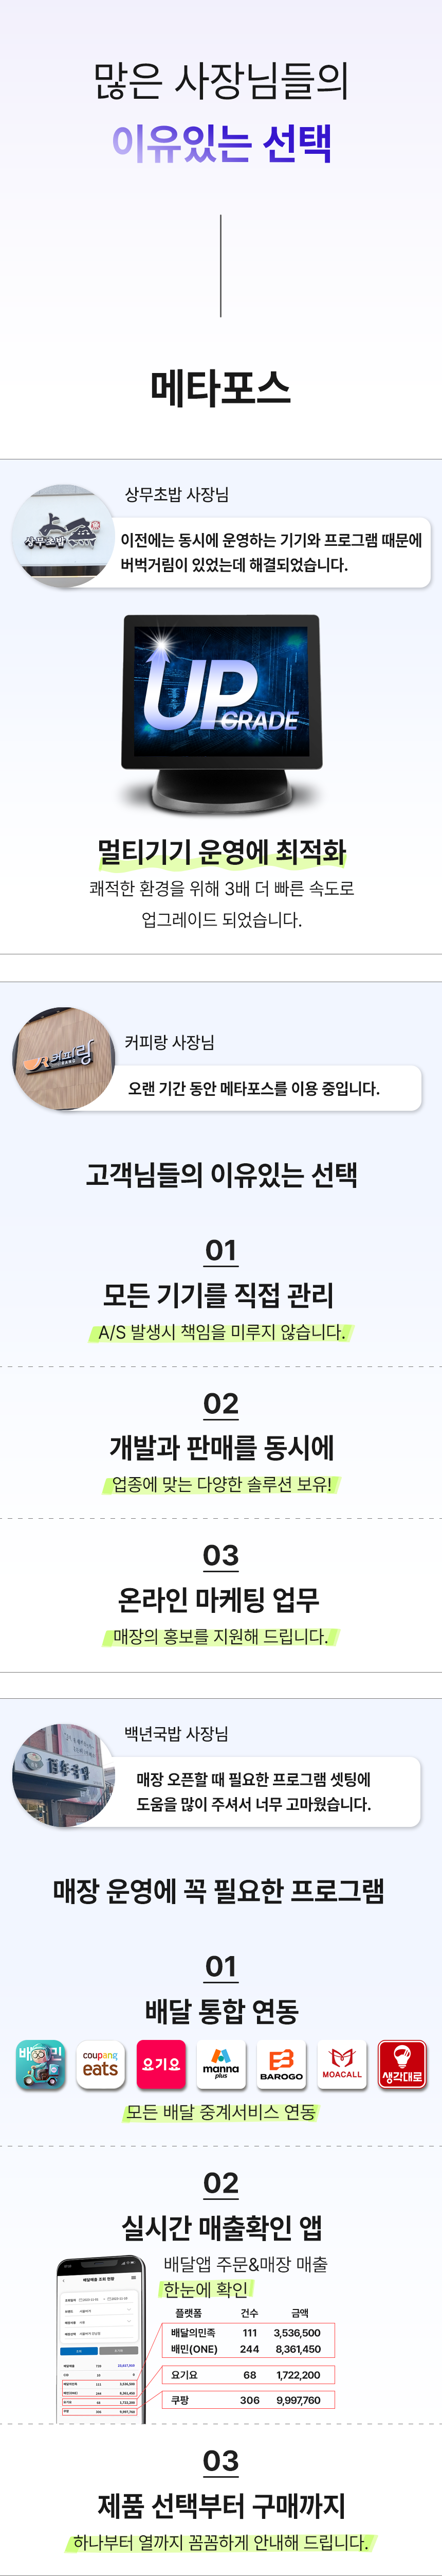 많은 사장님들의
이유있는 선택
메타포스
상무초밥 사장님
상무초밥
이전에는 동시에 운영하는 기기와 프로그램 때문에
버벅거림이 있었는데 해결되었습니다.
UP
GRADE
멀티기기 운영에 최적화
쾌적한 환경을 위해 3배 더 빠른 속도로
업그레이드 되었습니다.
커피랑 사장님
커피랑
오랜 기간 동안 메타포스를 이용 중입니다.
고객님들의 이유있는 선택
01
모든 기기를 직접 관리
A/S 발생시 책임을 미루지 않습니다.
02
개발과 판매를 동시에
업종에 맞는 다양한 솔루션 보유!
03
온라인 마케팅 업무
매장의 홍보를 지원해 드립니다.
백년국밥 사장님
매장 오픈할 때 필요한 프로그램 셋팅에
도움을 많이 주셔서 너무 고마웠습니다.
매장 운영에 꼭 필요한 프로그램
01
배달 통합 연동
coupang
eats
요기요
manna
plus
BAROGO
MOACALL
생각대로
모든 배달 중계서비스 연동
02
실시간 매출확인 앱
배달앱 주문&매장 매출
한눈에 확인
플랫폼 건수 금액
배달의민족 111 3,536,500
배민(ONE) 244 8,361,450
요기요 68 1,722,200
쿠팡 306 9,997,760
03
제품 선택부터 구매까지
하나부터 열까지 꼼꼼하게 안내해 드립니다.